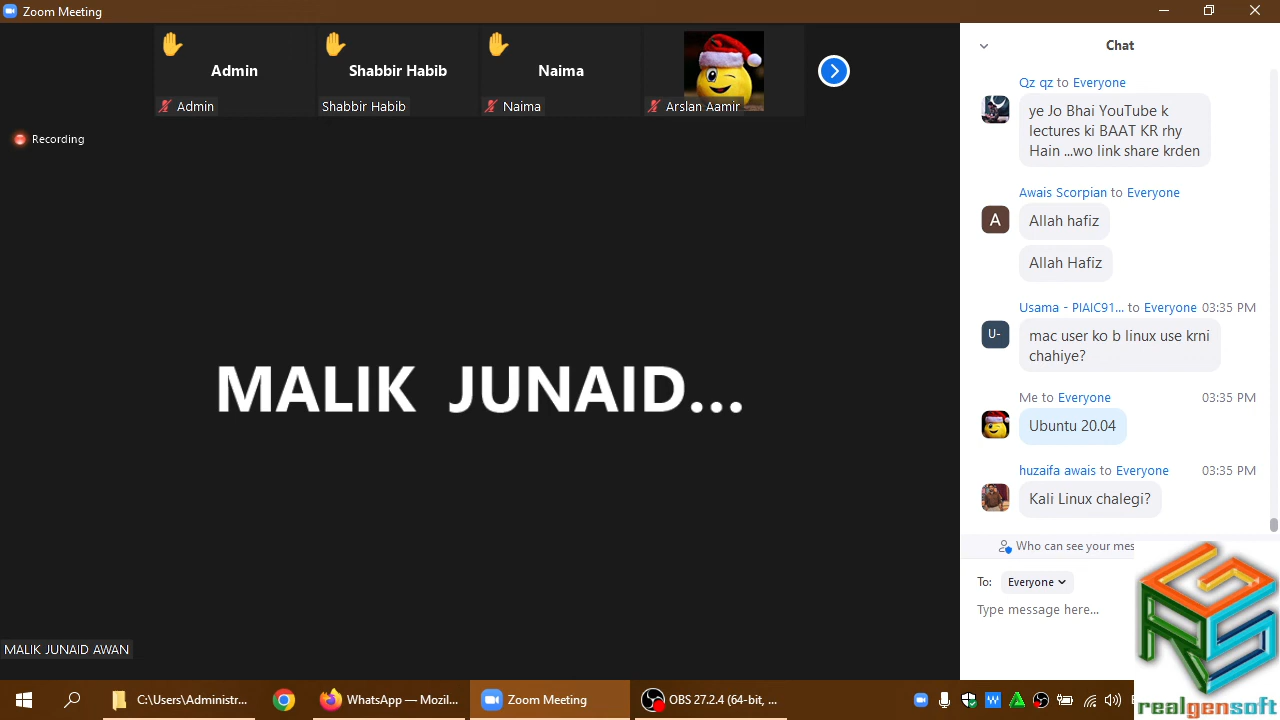 Zoom Meeting
Admin
Shabbir Habib
Naima
Admin
Shabbir Habib
Naima
Arslan Aamir
Recording
MALIK JUNAID...
MALIK JUNAID AWAN
Chat
Qz qz to Everyone
ye Jo Bhai YouTube k
lectures ki BAAT KR rhy
Hain ...wo link share krden
Awais Scorpian to Everyone
A
Allah hafiz
Allah Hafiz
Usama - PIAIC91... to Everyone 03:35 PM
U-
mac user ko b linux use krni
chahiye?
Me to Everyone 03:35 PM
Ubuntu 20.04
huzaifa awais to Everyone 03:35 PM
Kali Linux chalegi?
Who can see your mes
To: Everyone
Type message here...
realgensoft
C:\Users\Administr...
WhatsApp — Mozil...
Zoom Meeting
OBS 27.2.4 (64-bit, ...